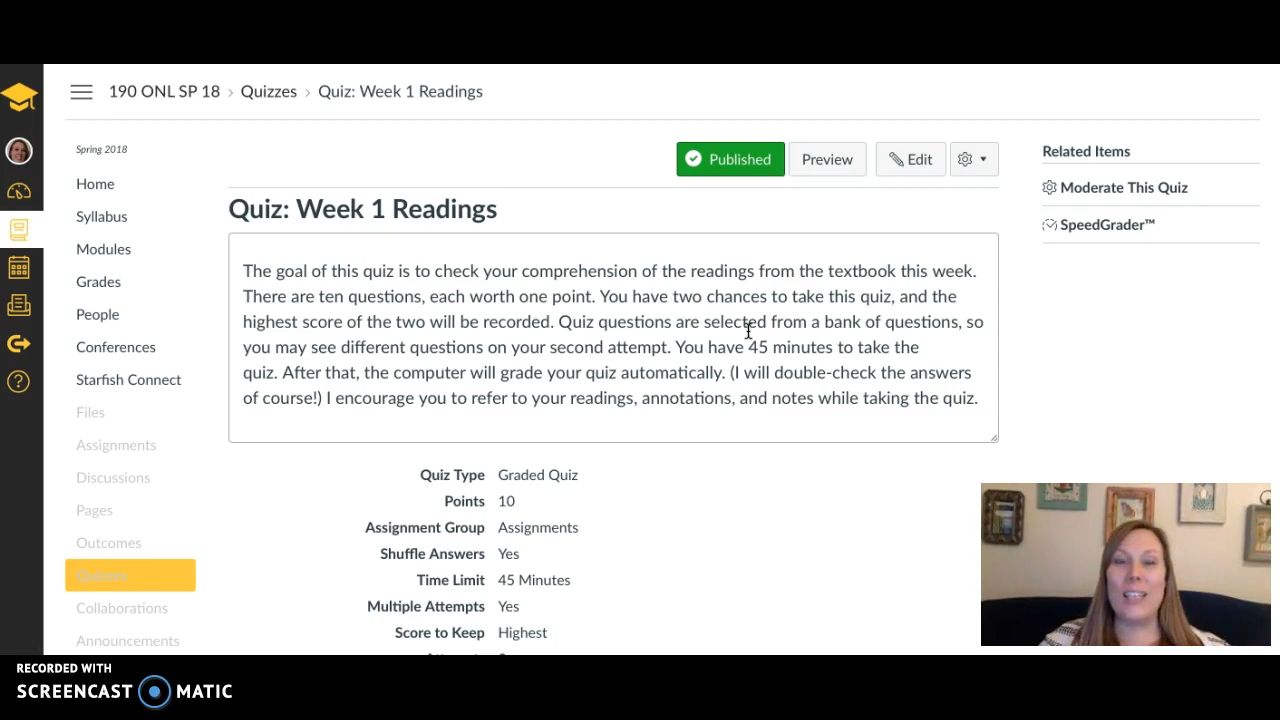 190 ONL SP 18 › Quizzes › Quiz: Week 1 Readings
Spring 2018
Home
Syllabus
Modules
Grades
People
Conferences
Starfish Connect
Files
Assignments
Discussions
Pages
Outcomes
Quizzes
Collaborations
Announcements
Published
Preview
Edit
Quiz: Week 1 Readings
The goal of this quiz is to check your comprehension of the readings from the textbook this week.
There are ten questions, each worth one point. You have two chances to take this quiz, and the
highest score of the two will be recorded. Quiz questions are selected from a bank of questions, so
you may see different questions on your second attempt. You have 45 minutes to take the
quiz. After that, the computer will grade your quiz automatically. (I will double-check the answers
of course!) I encourage you to refer to your readings, annotations, and notes while taking the quiz.
Quiz Type Graded Quiz
Points 10
Assignment Group Assignments
Shuffle Answers Yes
Time Limit 45 Minutes
Multiple Attempts Yes
Score to Keep Highest
Related Items
Moderate This Quiz
SpeedGrader™
RECORDED WITH
SCREENCAST MATIC